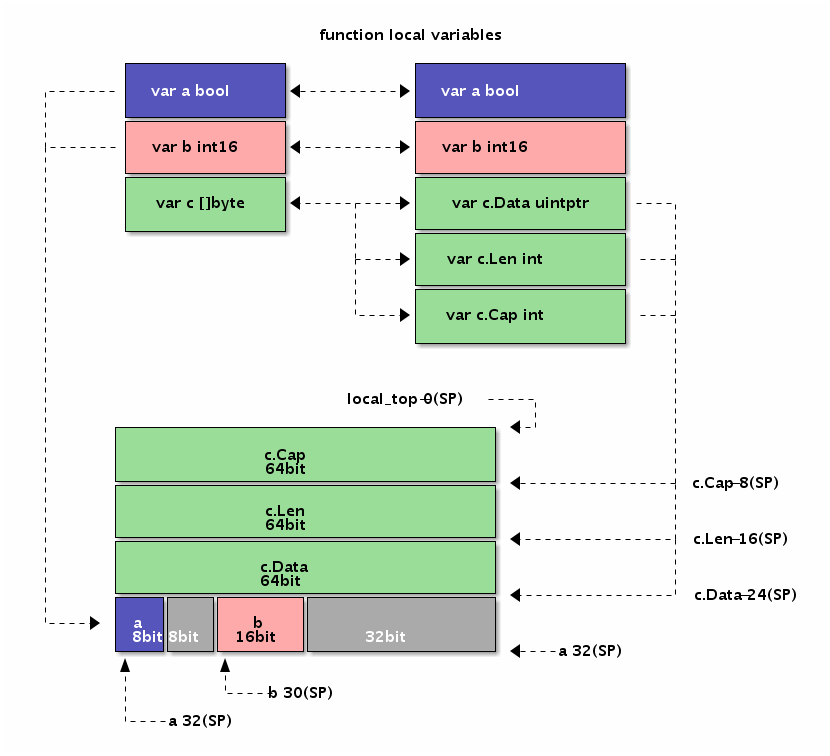 function local variables
var a bool
var a bool
var b int16
var b int16
var c []byte
var c.Data uintptr
var c.Len int
var c.Cap int
local_top-0(SP)
c.Cap
64bit
c.Cap-8(SP)
c.Len
64bit
c.Len-16(SP)
c.Data
64bit
c.Data-24(SP)
a
8bit
8bit
b
16bit
32bit
a 32(SP)
b 30(SP)
a 32(SP)